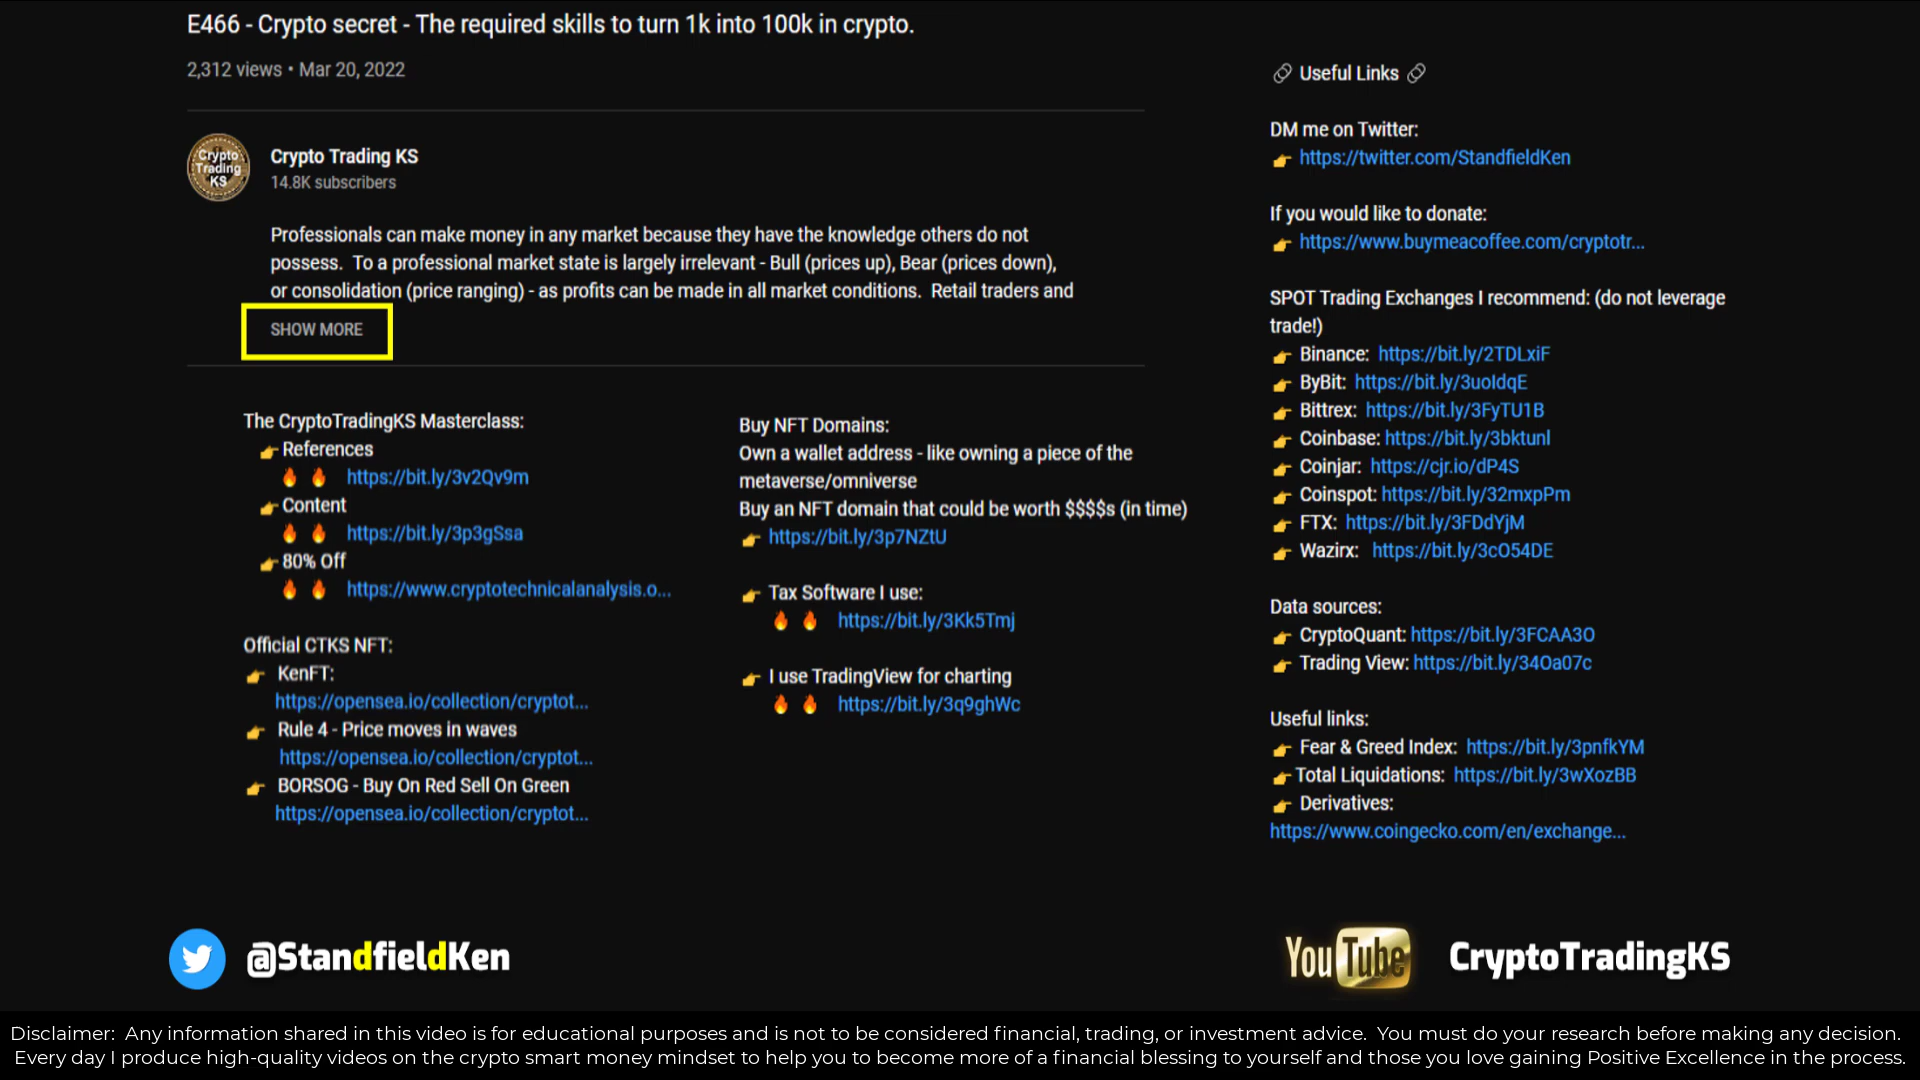 E466 - Crypto secret - The required skills to turn 1k into 100k in crypto.
2,312 views • Mar 20, 2022
Crypto Trading KS
Crypto Trading KS
14.8K subscribers
Professionals can make money in any market because they have the knowledge others do not
possess.  To a professional market state is largely irrelevant - Bull (prices up), Bear (prices down),
or consolidation (price ranging) - as profits can be made in all market conditions.  Retail traders and
SHOW MORE
The CryptoTradingKS Masterclass:
👉 References
🔥 🔥 https://bit.ly/3v2Qv9m
👉 Content
🔥 🔥 https://bit.ly/3p3gSsa
👉 80% Off
🔥 🔥 https://www.cryptotechnicalanalysis.o...
Official CTKS NFT:
👉 KenFT:
https://opensea.io/collection/cryptot...
👉 Rule 4 - Price moves in waves
https://opensea.io/collection/cryptot...
👉 BORSOG - Buy On Red Sell On Green
https://opensea.io/collection/cryptot...
Buy NFT Domains:
Own a wallet address - like owning a piece of the
metaverse/omniverse
Buy an NFT domain that could be worth $$$$s (in time)
👉 https://bit.ly/3p7NZtU
👉 Tax Software I use:
🔥 🔥 https://bit.ly/3Kk5Tmj
👉 I use TradingView for charting
🔥 🔥 https://bit.ly/3q9ghWc
🔗 Useful Links 🔗
DM me on Twitter:
👉 https://twitter.com/StandfieldKen
If you would like to donate:
👉 https://www.buymeacoffee.com/cryptotr...
SPOT Trading Exchanges I recommend: (do not leverage
trade!)
👉 Binance: https://bit.ly/2TDLxiF
👉 ByBit: https://bit.ly/3uoIdqE
👉 Bittrex: https://bit.ly/3FyTU1B
👉 Coinbase: https://bit.ly/3bktunl
👉 Coinjar: https://cjr.io/dP4S
👉 Coinspot: https://bit.ly/32mxpPm
👉 FTX: https://bit.ly/3FDdYjM
👉 Wazirx: https://bit.ly/3cO54DE
Data sources:
👉 CryptoQuant: https://bit.ly/3FCAA3O
👉 Trading View: https://bit.ly/34Oa07c
Useful links:
👉 Fear & Greed Index: https://bit.ly/3pnfkYM
👉 Total Liquidations: https://bit.ly/3wXozBB
👉 Derivatives:
https://www.coingecko.com/en/exchange...
@StandfieldKen
YouTube CryptoTradingKS
Disclaimer:  Any information shared in this video is for educational purposes and is not to be considered financial, trading, or investment advice.  You must do your research before making any decision.
Every day I produce high-quality videos on the crypto smart money mindset to help you to become more of a financial blessing to yourself and those you love gaining Positive Excellence in the process.